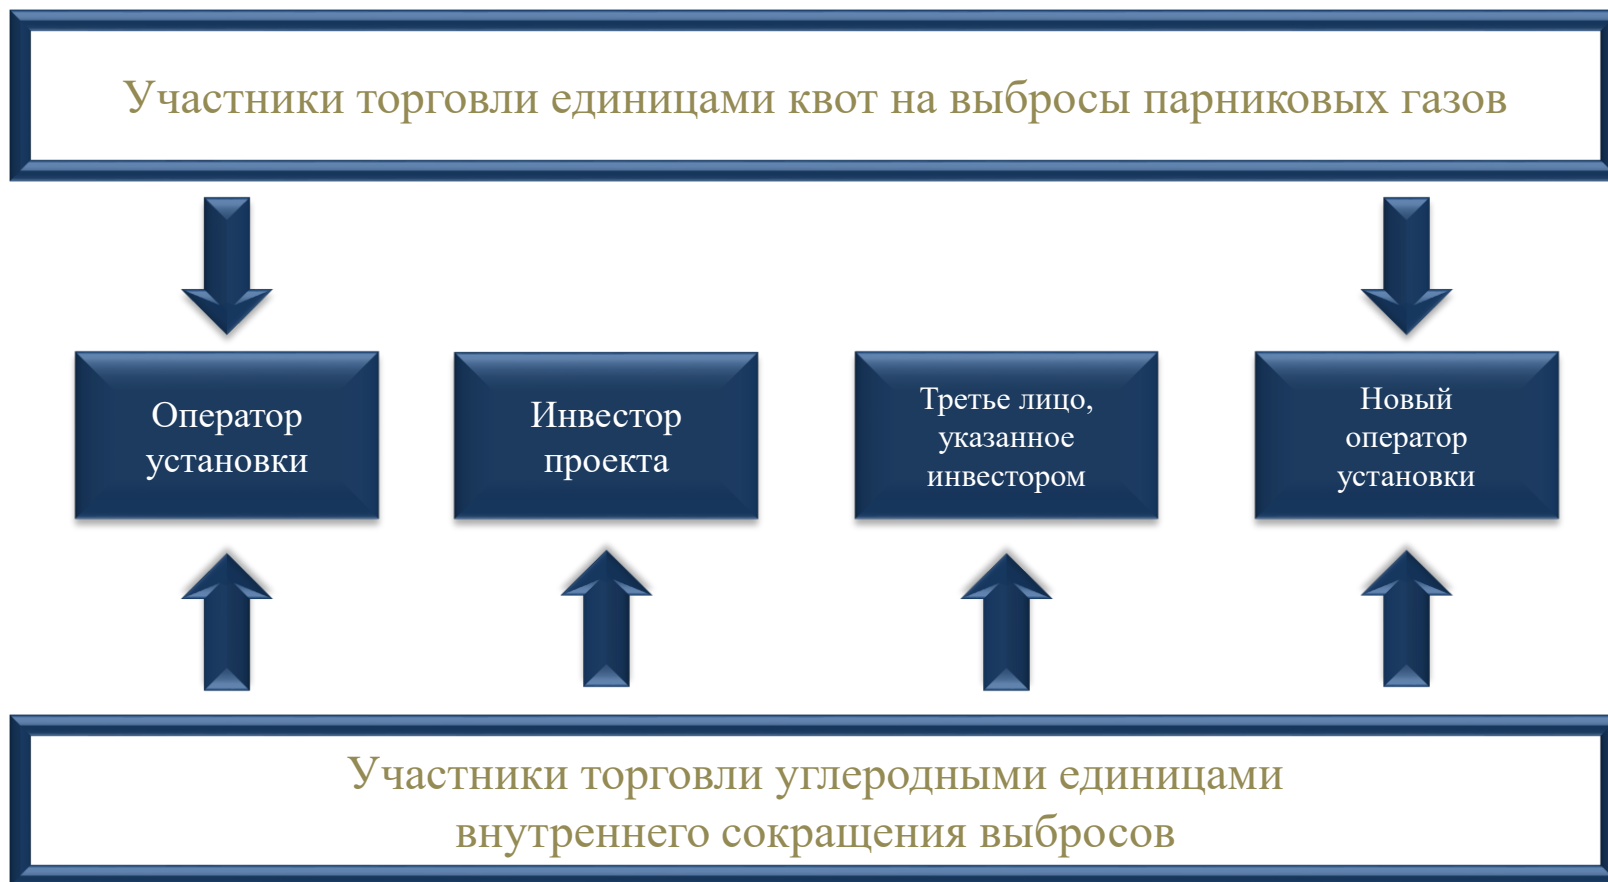 Участники торговли единицами квот на выбросы парниковых газов
Оператор
установки
Инвестор
проекта
Третье лицо,
указанное
инвестором
Новый
оператор
установки
Участники торговли углеродными единицами
внутреннего сокращения выбросов